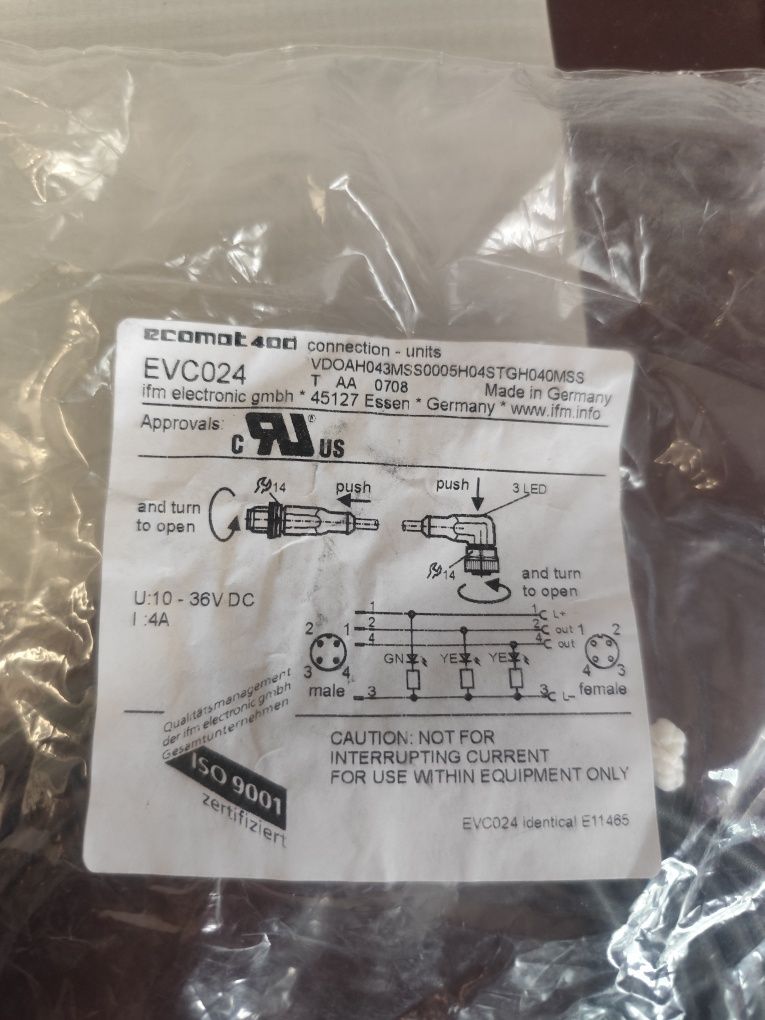 ecomat 400 connection - units
EVC024 VDOAH043MSS0005H04STGH040MSS
T AA 0708 Made in Germany
ifm electronic gmbh * 45127 Essen * Germany * www.ifm.info
Approvals:
C RU ® US
14 push
and turn
to open
push 3 LED
14
and turn
to open
U:10 - 36V DC
I :4A
1 1 L+
2 2 out
4 4 out
GN YE YE
3 3 L-
2 1
3 4
male
1 2
4 3
female
Qualitätsmanagement
der ifm electronic gmbh
Gesamtunternehmen
ISO 9001
zertifiziert
CAUTION: NOT FOR
INTERRUPTING CURRENT
FOR USE WITHIN EQUIPMENT ONLY
EVC024 identical E11465